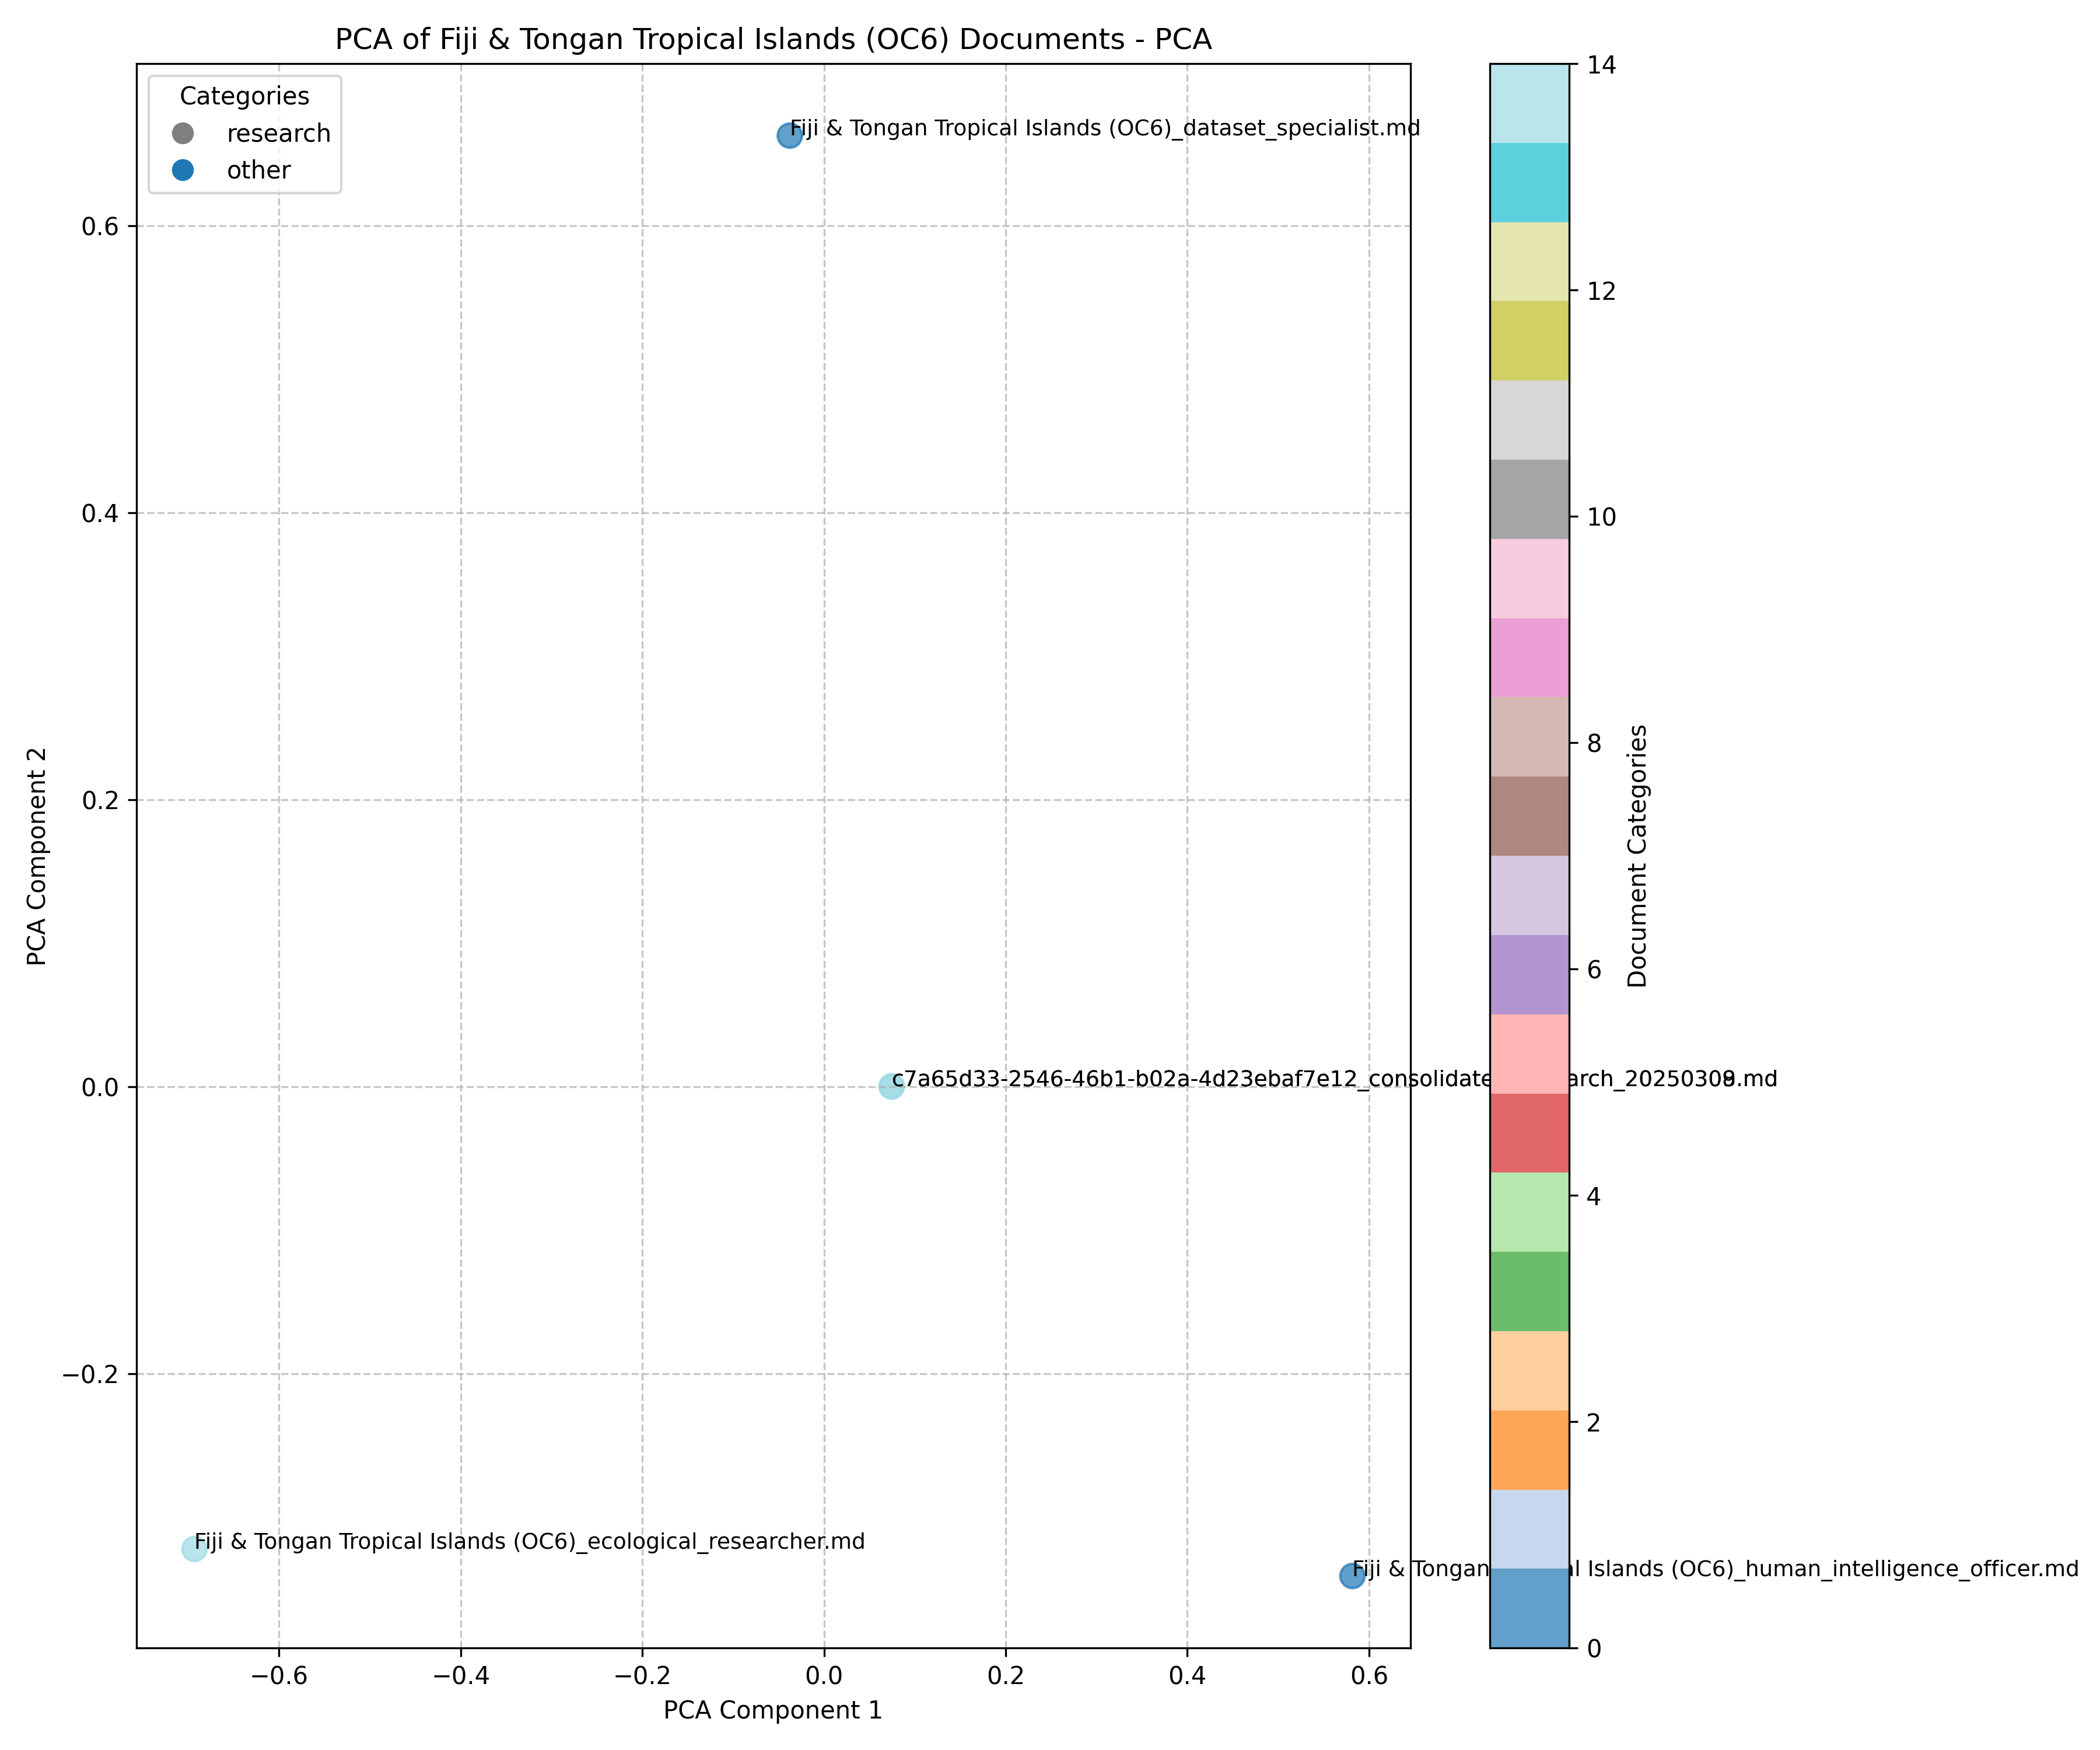 PCA of Fiji & Tongan Tropical Islands (OC6) Documents - PCA
Categories
research
other
Fiji & Tongan Tropical Islands (OC6)_dataset_specialist.md
c7a65d33-2546-46b1-b02a-4d23ebaf7e12_consolidate arch_2025030
.md
Fiji & Tongan Tropical Islands (OC6)_ecological_researcher.md
Fiji & Tongan al Islands (OC6)_human_intelligence_officer.md
0.6
0.4
0.2
0.0
−0.2
PCA Component 2
−0.6
−0.4
−0.2
0.0
0.2
0.4
0.6
PCA Component 1
14
12
10
8
6
4
2
0
Document Categories